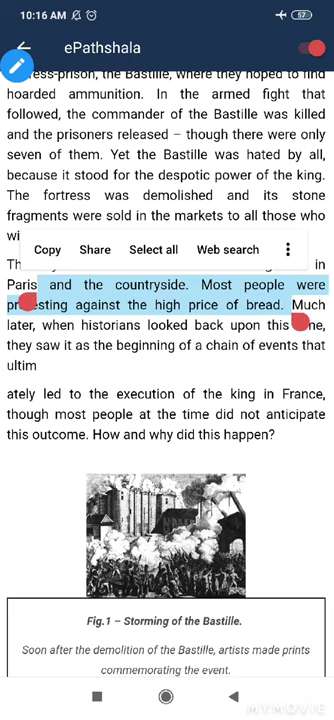 10:16 AM
57
ePathshala
the Bastille, where they hoped to find
hoarded ammunition. In the armed fight that
followed, the commander of the Bastille was killed
and the prisoners released – though there were only
seven of them. Yet the Bastille was hated by all,
because it stood for the despotic power of the king.
The fortress was demolished and its stone
fragments were sold in the markets to all those who
Copy Share Select all Web search
in
Paris and the countryside. Most people were
protesting against the high price of bread. Much
later, when historians looked back upon this time,
they saw it as the beginning of a chain of events that
ultim
ately led to the execution of the king in France,
though most people at the time did not anticipate
this outcome. How and why did this happen?
Fig.1 – Storming of the Bastille.
Soon after the demolition of the Bastille, artists made prints
commemorating the event.
MYMOVIE